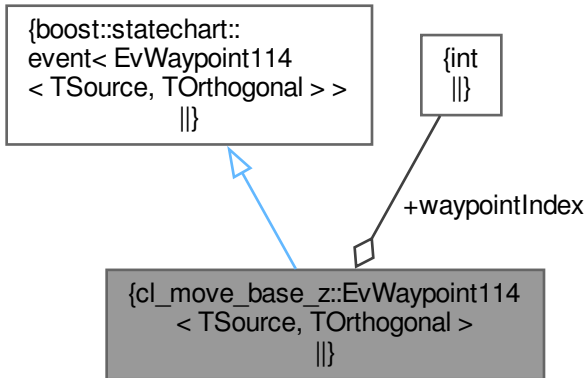 {boost::statechart::
event< EvWaypoint114
< TSource, TOrthogonal > >
||}
{int
||}
+waypointIndex
{cl_move_base_z::EvWaypoint114
< TSource, TOrthogonal >
||}